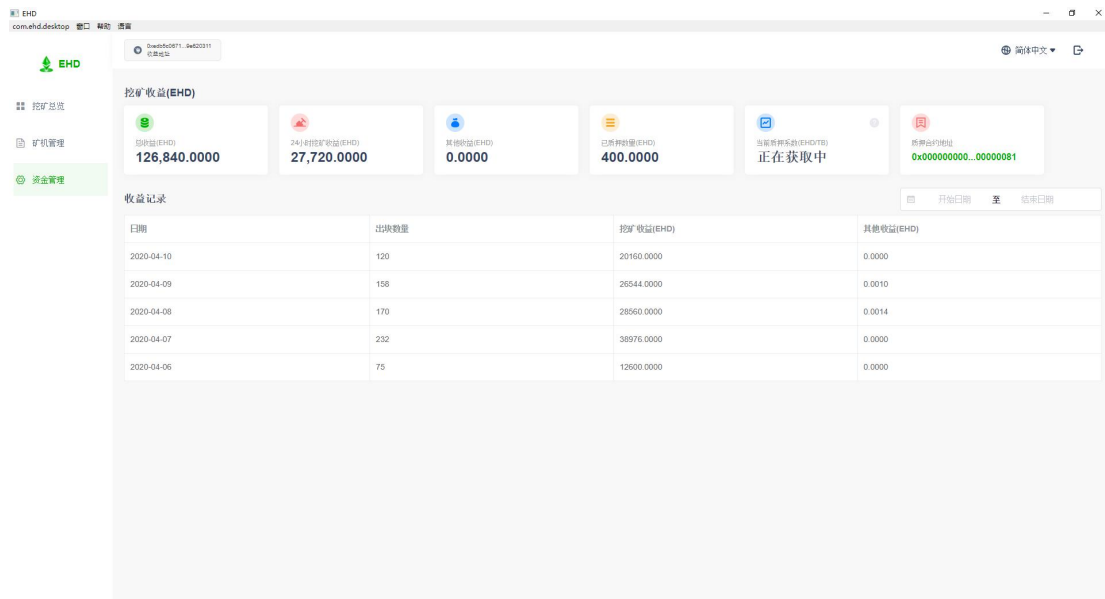 EHD
com.ehd.desktop 窗口 帮助 语言
EHD
0xedb5c0671...9e620311
收益地址
简体中文
挖矿总览
矿机管理
资金管理
挖矿收益(EHD)
总收益(EHD)
126,840.0000
24小时挖矿收益(EHD)
27,720.0000
其他收益(EHD)
0.0000
已质押数量(EHD)
400.0000
当前质押系数(EHD/TB)
正在获取中
质押合约地址
0x000000000...00000081
收益记录
开始日期 至 结束日期
日期 出块数量 挖矿收益(EHD) 其他收益(EHD)
2020-04-10 120 20160.0000 0.0000
2020-04-09 158 26544.0000 0.0010
2020-04-08 170 28560.0000 0.0014
2020-04-07 232 38976.0000 0.0000
2020-04-06 75 12600.0000 0.0000